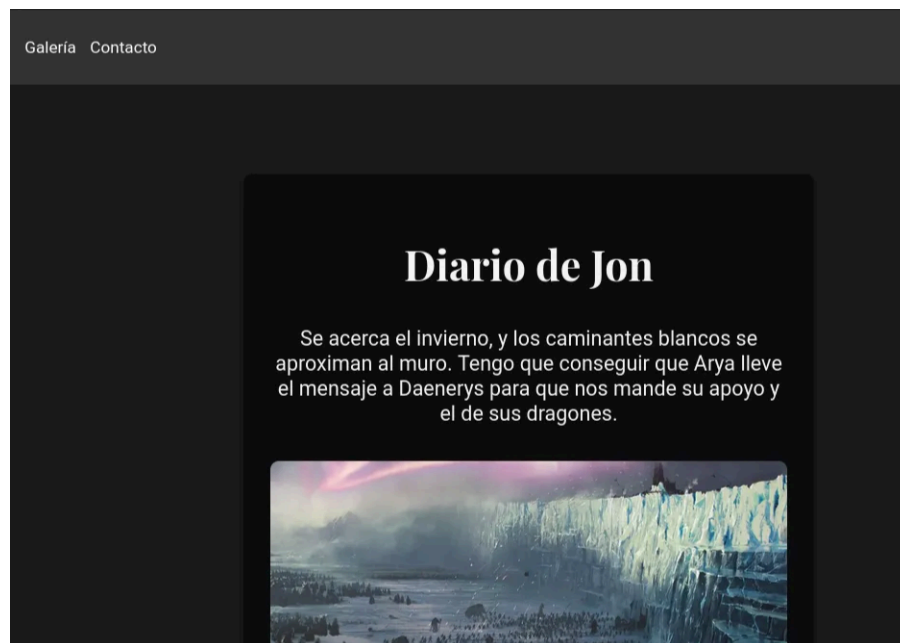 Galería Contacto
Diario de Jon
Se acerca el invierno, y los caminantes blancos se
aproximan al muro. Tengo que conseguir que Arya lleve
el mensaje a Daenerys para que nos mande su apoyo y
el de sus dragones.